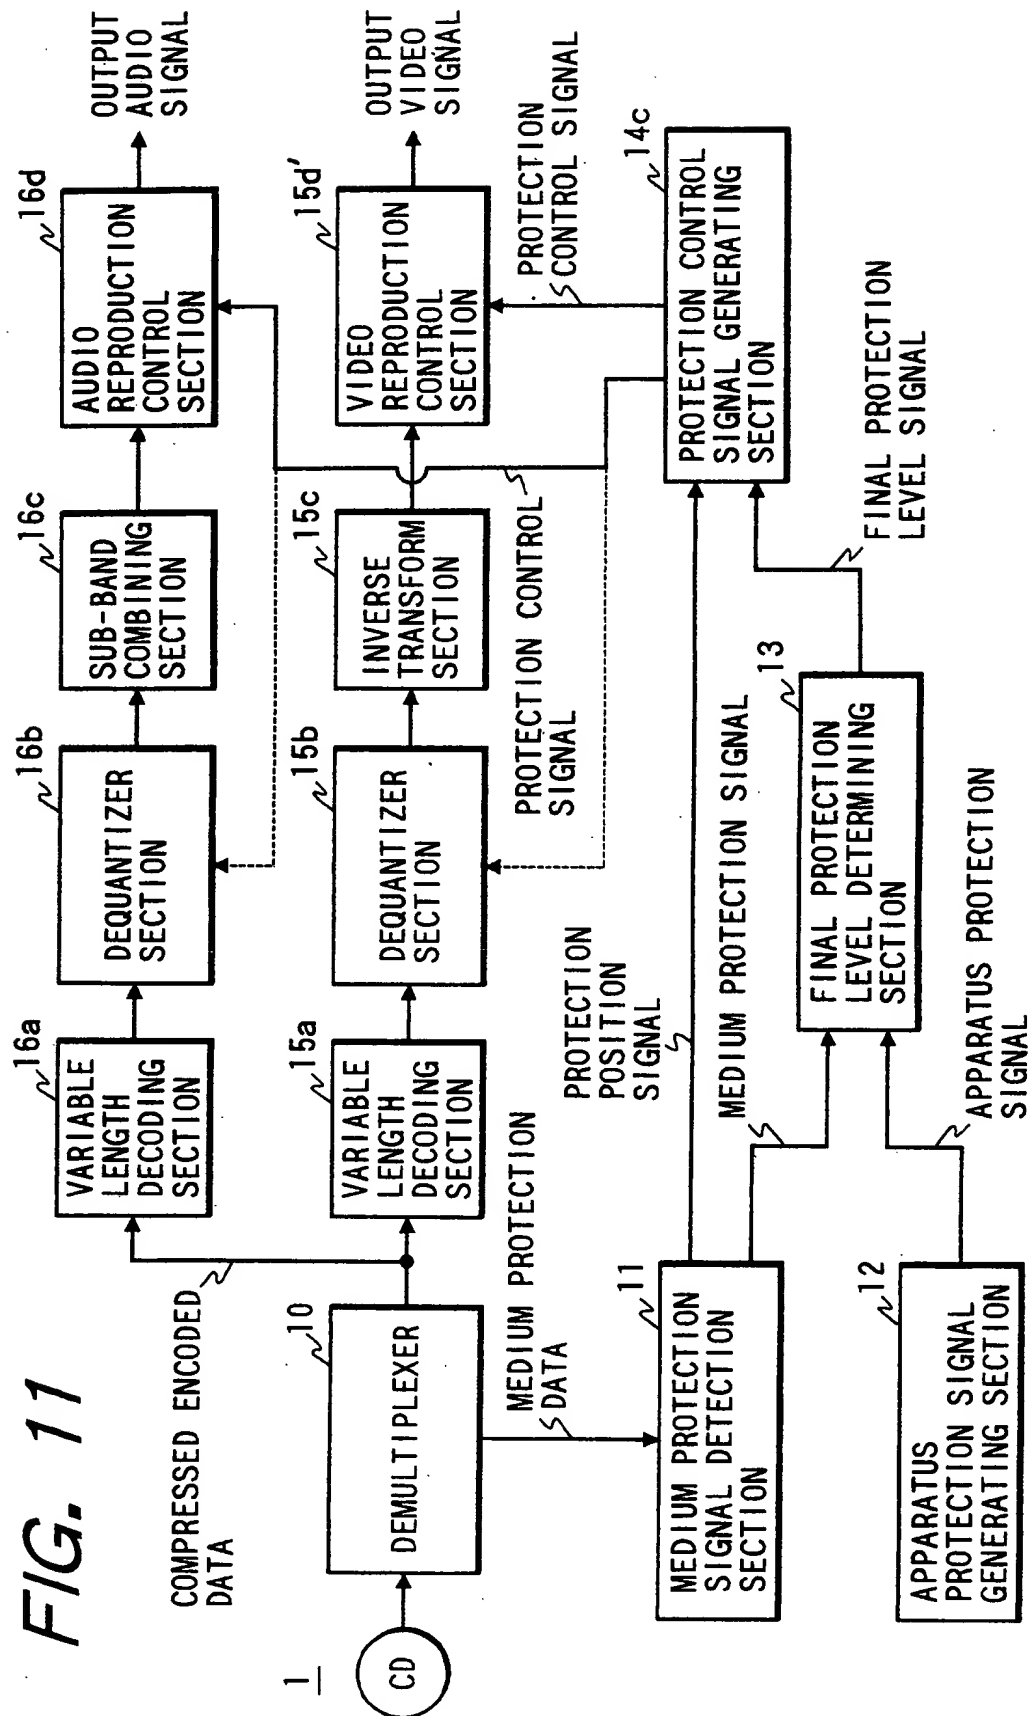 FIG. 11
1
CD
10
DEMULTIPLEXER
COMPRESSED ENCODED
DATA
MEDIUM PROTECTION
DATA
16a
VARIABLE
LENGTH
DECODING
SECTION
16b
DEQUANTIZER
SECTION
16c
SUB-BAND
COMBINING
SECTION
16d
AUDIO
REPRODUCTION
CONTROL
SECTION
OUTPUT
AUDIO
SIGNAL
15a
VARIABLE
LENGTH
DECODING
SECTION
15b
DEQUANTIZER
SECTION
15c
INVERSE
TRANSFORM
SECTION
15d'
VIDEO
REPRODUCTION
CONTROL
SECTION
OUTPUT
VIDEO
SIGNAL
PROTECTION CONTROL
SIGNAL
PROTECTION
CONTROL SIGNAL
PROTECTION
POSITION
SIGNAL
11
MEDIUM PROTECTION
SIGNAL DETECTION
SECTION
14c
PROTECTION CONTROL
SIGNAL GENERATING
SECTION
MEDIUM PROTECTION SIGNAL
13
FINAL PROTECTION
LEVEL DETERMINING
SECTION
FINAL PROTECTION
LEVEL SIGNAL
12
APPARATUS
PROTECTION SIGNAL
GENERATING SECTION
APPARATUS PROTECTION
SIGNAL